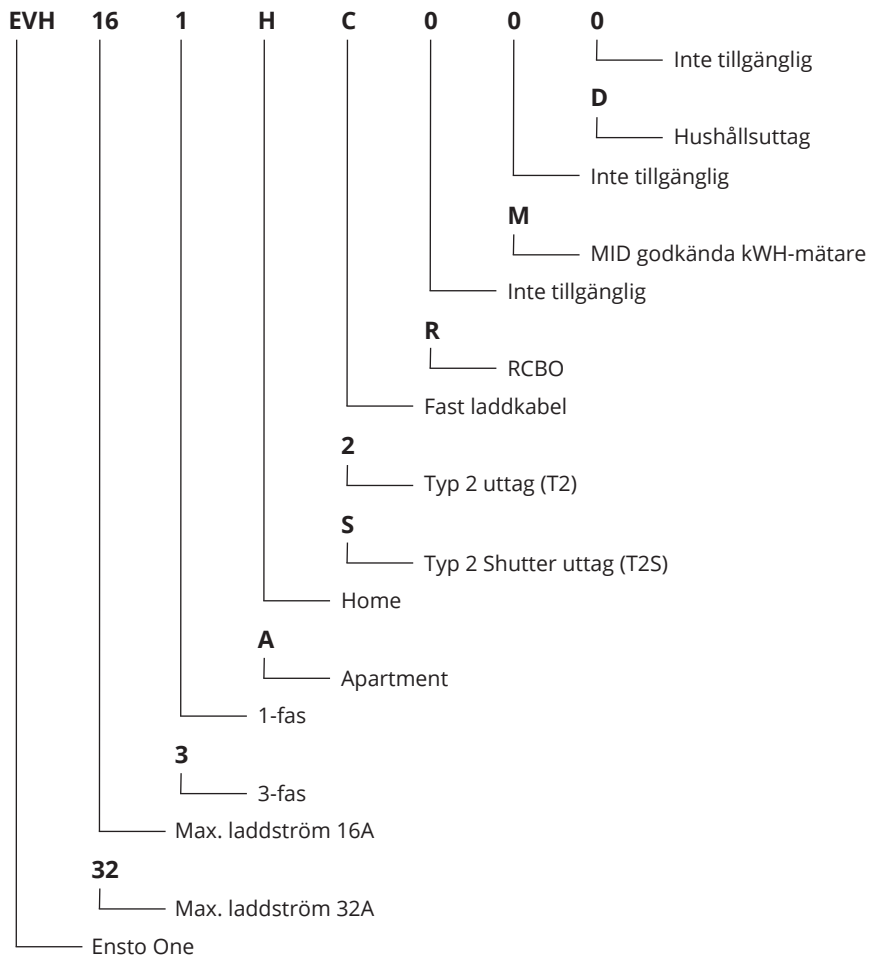 EVH 16 1 H C 0 0 0
Inte tillgänglig
D
Hushållsuttag
Inte tillgänglig
M
MID godkända kWH-mätare
Inte tillgänglig
R
RCBO
Fast laddkabel
2
Typ 2 uttag (T2)
S
Typ 2 Shutter uttag (T2S)
Home
A
Apartment
1-fas
3
3-fas
Max. laddström 16A
32
Max. laddström 32A
Ensto One